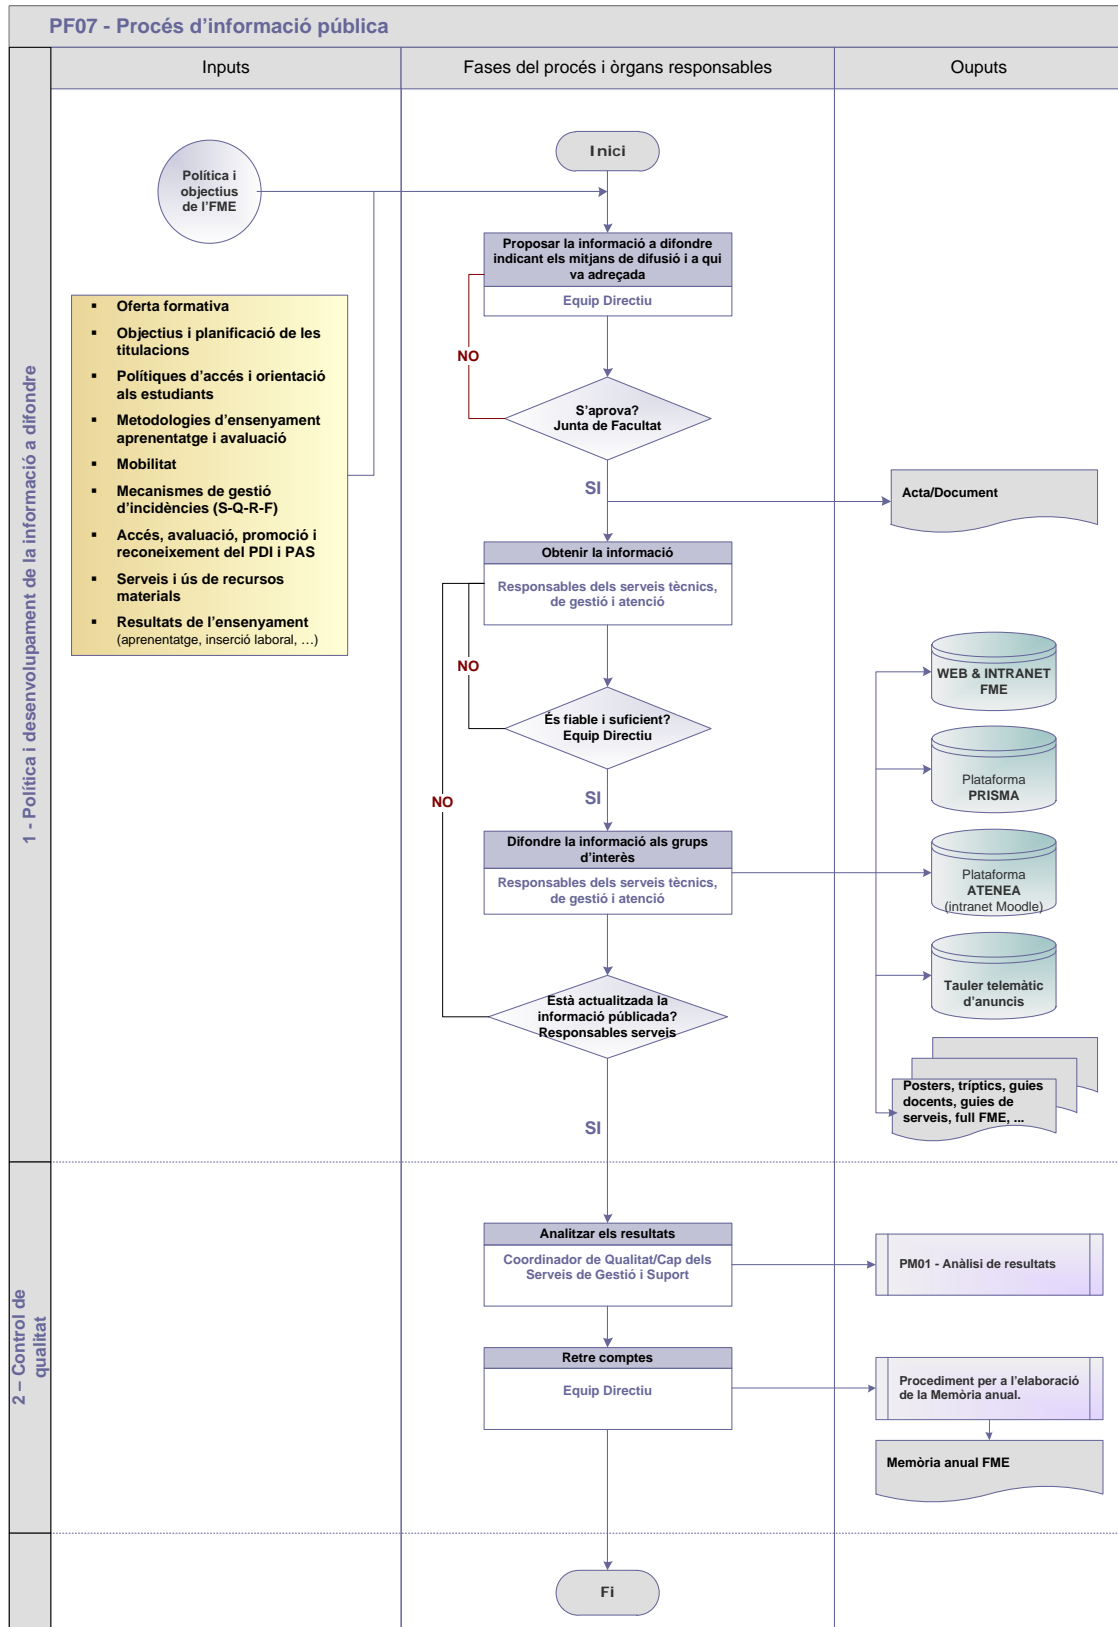 PF07 - Procés d'informació pública
Inputs
Fases del procés i òrgans responsables
Ouputs
1 - Política i desenvolupament de la informació a difondre
Inici
Política i
objectius
de l'FME
Proposar la informació a difondre
indicant els mitjans de difusió i a qui
va adreçada
Equip Directiu
▪ Oferta formativa
▪ Objectius i planificació de les
titulacions
▪ Polítiques d'accés i orientació
als estudiants
▪ Metodologies d'ensenyament
aprenentatge i avaluació
▪ Mobilitat
▪ Mecanismes de gestió
d'incidències (S-Q-R-F)
▪ Accés, avaluació, promoció i
reconeixement del PDI i PAS
▪ Serveis i ús de recursos
materials
▪ Resultats de l'ensenyament
(aprenentatge, inserció laboral, …)
NO
S'aprova?
Junta de Facultat
SI
Acta/Document
Obtenir la informació
Responsables dels serveis tècnics,
de gestió i atenció
NO
És fiable i suficient?
Equip Directiu
WEB & INTRANET
FME
SI
NO
Plataforma
PRISMA
Difondre la informació als grups
d'interès
Responsables dels serveis tècnics,
de gestió i atenció
Plataforma
ATENEA
(intranet Moodle)
Tauler telemàtic
d'anuncis
Està actualitzada la
informació públicada?
Responsables serveis
Posters, tríptics, guies
docents, guies de
serveis, full FME, ...
SI
2 – Control de
qualitat
Analitzar els resultats
Coordinador de Qualitat/Cap dels
Serveis de Gestió i Suport
PM01 - Anàlisi de resultats
Retre comptes
Equip Directiu
Procediment per a l'elaboració
de la Memòria anual.
Memòria anual FME
Fi